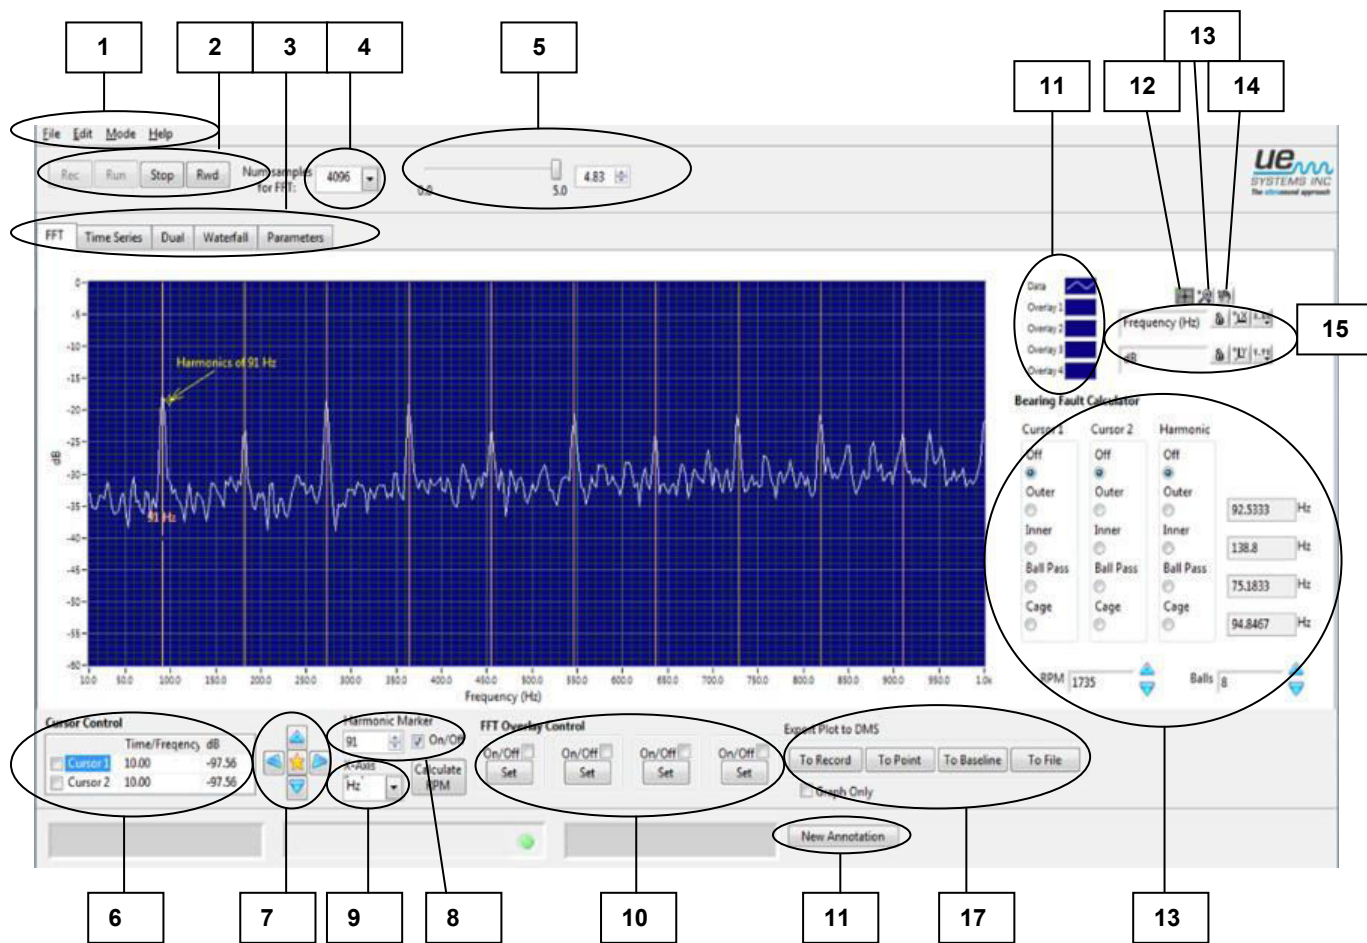 1 2 3 4 5 11 12 13 14
File Edit Mode Help
Rec Run Stop Rwd Num samples for FFT: 4096 0.0 5.0 4.83
ue
SYSTEMS INC
The ultrasound approach
FFT Time Series Dual Waterfall Parameters
Data
Overlay 1
Overlay 2
Overlay 3
Overlay 4
Frequency (Hz)
dB
15
0-
-5-
-10-
-15-
-20-
-25-
-30-
-35-
-40-
-45-
-50-
-55-
-60-
dB
Harmonics of 91 Hz
91 Hz
10.0 50.0 100.0 150.0 200.0 250.0 300.0 350.0 400.0 450.0 500.0 550.0 600.0 650.0 700.0 750.0 800.0 850.0 900.0 950.0 1.0k
Frequency (Hz)
Bearing Fault Calculator
Cursor 1 Cursor 2 Harmonic
Off Off Off
Outer Outer Outer
92.5333 Hz
Inner Inner Inner
138.8 Hz
Ball Pass Ball Pass Ball Pass
75.1833 Hz
Cage Cage Cage
94.8467 Hz
RPM 1735 Balls 8
Cursor Control
Time/Freqency dB
Cursor 1 10.00 -97.56
Cursor 2 10.00 -97.56
Harmonic Marker
91 On/Off
X-Axis
Hz
Calculate RPM
FFT Overlay Control
On/Off On/Off On/Off On/Off
Set Set Set Set
Export Plot to DMS
To Record To Point To Baseline To File
Graph Only
New Annotation
6 7 9 8 10 11 17 13